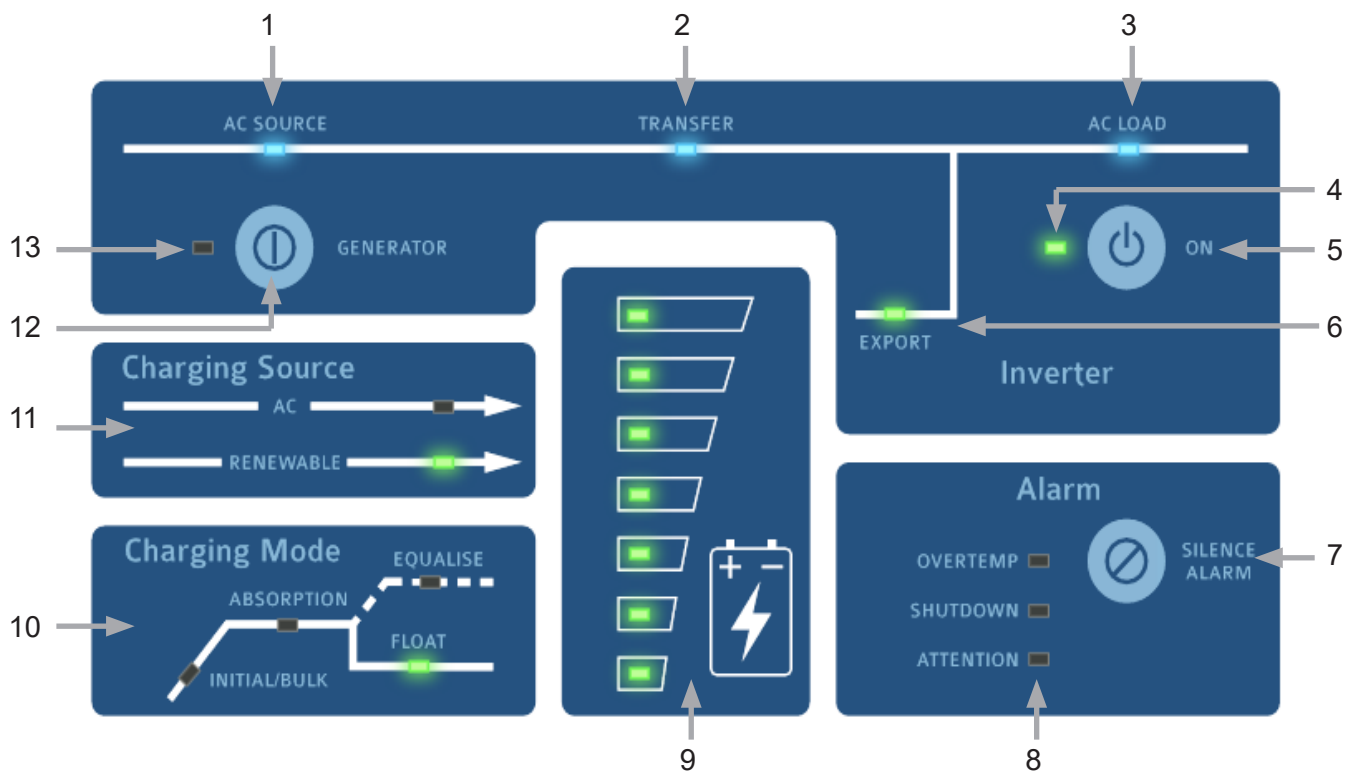 1
2
3
AC SOURCE
TRANSFER
AC LOAD
4
13
GENERATOR
ON
5
12
6
EXPORT
Inverter
Charging Source
AC
11
RENEWABLE
Alarm
Charging Mode
EQUALISE
OVERTEMP
SILENCE
ALARM
7
+ −
ABSORPTION
SHUTDOWN
10
FLOAT
ATTENTION
INITIAL/BULK
9
8